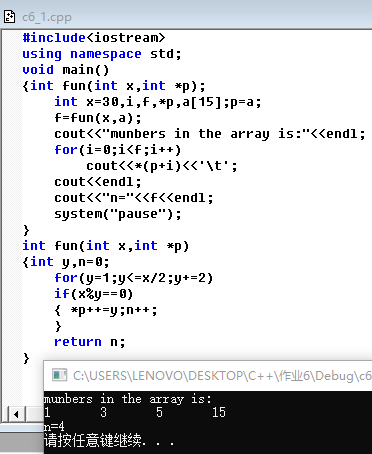 c6_1.cpp
#include<iostream>
using namespace std;
void main()
{int fun(int x,int *p);
int x=30,i,f,*p,a[15];p=a;
f=fun(x,a);
cout<<"munbers in the array is:"<<endl;
for(i=0;i<f;i++)
cout<<*(p+i)<<'\t';
cout<<endl;
cout<<"n="<<f<<endl;
system("pause");
}
int fun(int x,int *p)
{int y,n=0;
for(y=1;y<=x/2;y+=2)
if(x%y==0)
{ *p++=y;n++;
}
return n;
}
C:\USERS\LENOVO\DESKTOP\C++\作业6\Debug\c6
munbers in the array is:
1 3 5 15
n=4
请按任意键继续. . .